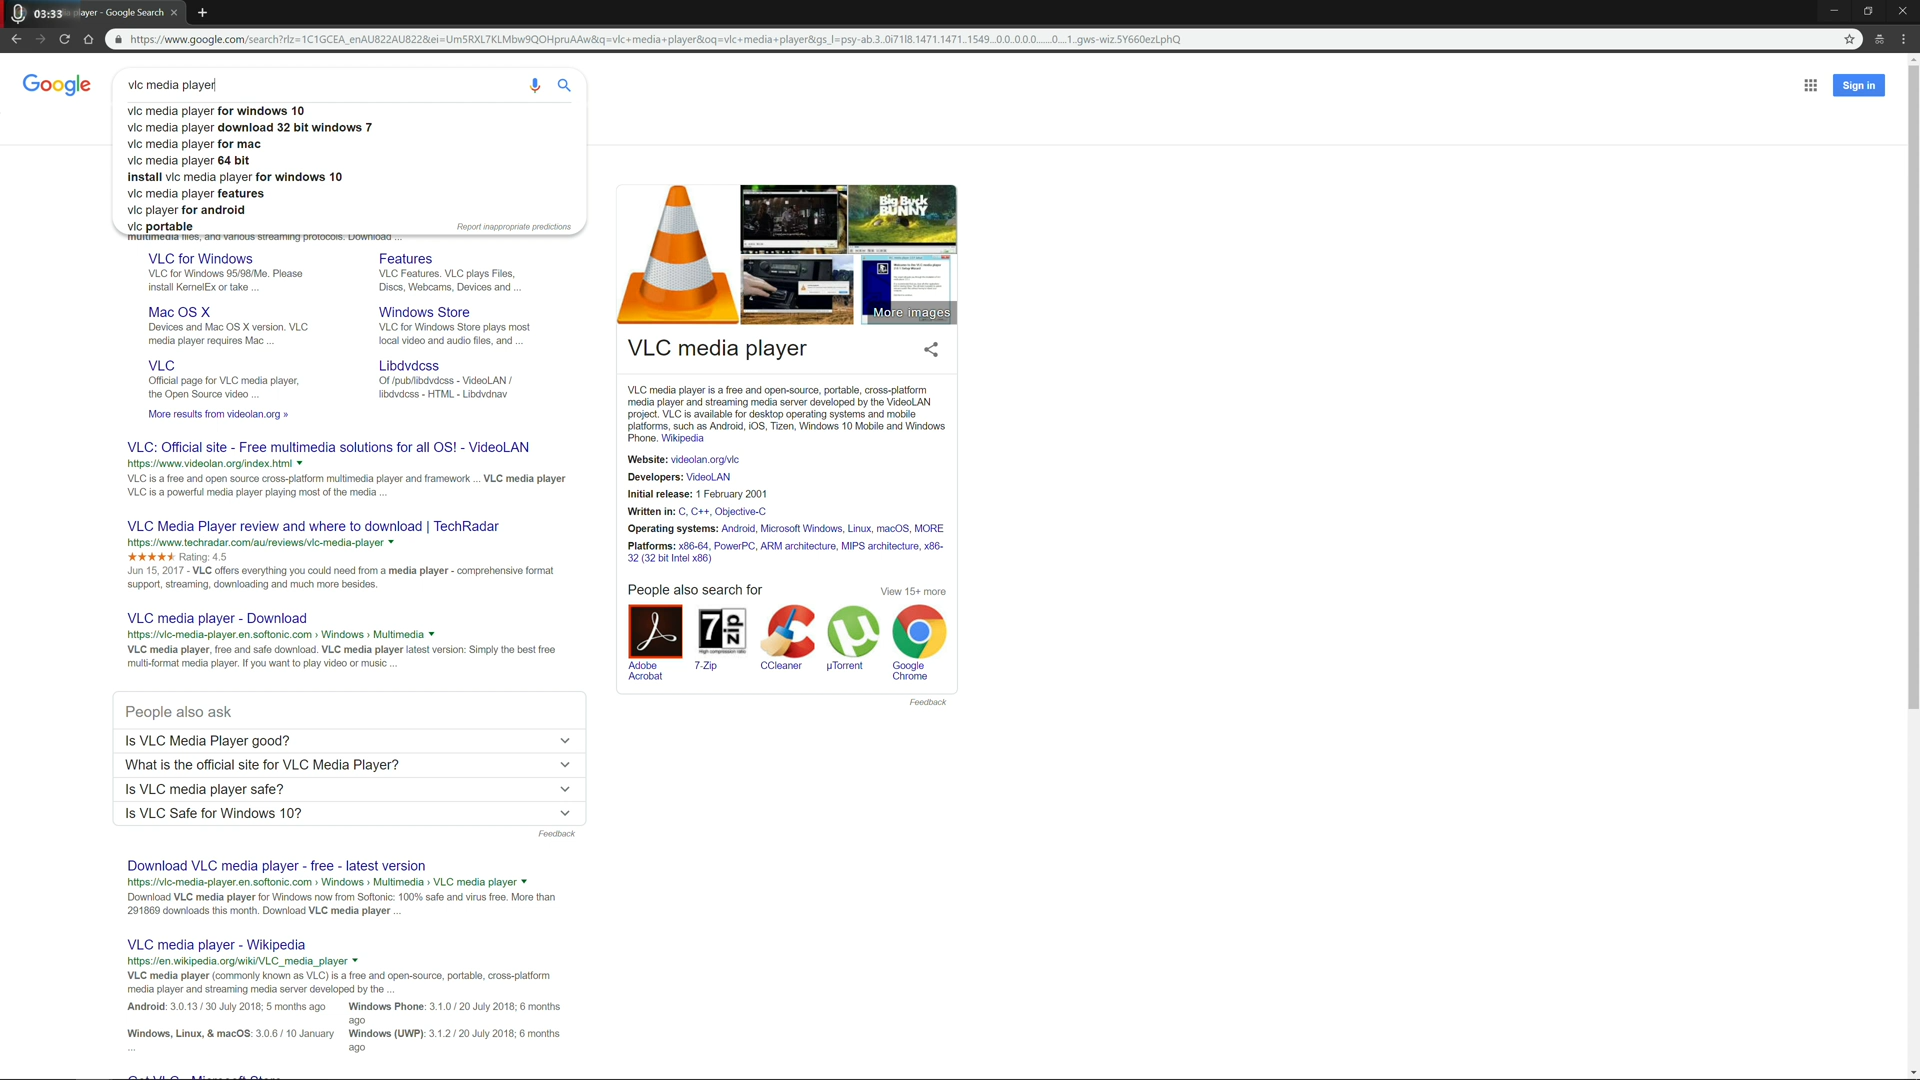 03:33
ayer - Google Search
https://www.google.com/search?rlz=1C1GCEA_enAU822AU822&ei=Um5RXL7KLMbw9QOHpruAAw&q=vlc+media+player&oq=vlc+media+player&gs_l=psy-ab.3..0i71l8.1471.1471..1549...0.0..0.0.0.......0....1..gws-wiz.5Y660ezLphQ
Google
vlc media player
Sign in
vlc media player for windows 10
vlc media player download 32 bit windows 7
vlc media player for mac
vlc media player 64 bit
install vlc media player for windows 10
vlc media player features
vlc player for android
vlc portable
Report inappropriate predictions
multimedia files, and various streaming protocols. Download ...
VLC for Windows
VLC for Windows 95/98/Me. Please
install KernelEx or take ...
Features
VLC Features. VLC plays Files,
Discs, Webcams, Devices and ...
Mac OS X
Devices and Mac OS X version. VLC
media player requires Mac ...
Windows Store
VLC for Windows Store plays most
local video and audio files, and ...
VLC
Official page for VLC media player,
the Open Source video ...
Libdvdcss
Of /pub/libdvdcss - VideoLAN /
libdvdcss - HTML - Libdvdnav
More results from videolan.org »
VLC: Official site - Free multimedia solutions for all OS! - VideoLAN
https://www.videolan.org/index.html
VLC is a free and open source cross-platform multimedia player and framework ... VLC media player
VLC is a powerful media player playing most of the media ...
VLC Media Player review and where to download | TechRadar
https://www.techradar.com/au/reviews/vlc-media-player
Rating: 4.5
Jun 15, 2017 - VLC offers everything you could need from a media player - comprehensive format
support, streaming, downloading and much more besides.
VLC media player - Download
https://vlc-media-player.en.softonic.com › Windows › Multimedia
VLC media player, free and safe download. VLC media player latest version: Simply the best free
multi-format media player. If you want to play video or music ...
People also ask
Is VLC Media Player good?
What is the official site for VLC Media Player?
Is VLC media player safe?
Is VLC Safe for Windows 10?
Feedback
Download VLC media player - free - latest version
https://vlc-media-player.en.softonic.com › Windows › Multimedia › VLC media player
Download VLC media player for Windows now from Softonic: 100% safe and virus free. More than
291869 downloads this month. Download VLC media player ...
VLC media player - Wikipedia
https://en.wikipedia.org/wiki/VLC_media_player
VLC media player (commonly known as VLC) is a free and open-source, portable, cross-platform
media player and streaming media server developed by the ...
Android: 3.0.13 / 30 July 2018; 5 months ago
Windows Phone: 3.1.0 / 20 July 2018; 6 months
ago
Windows, Linux, & macOS: 3.0.6 / 10 January
...
Windows (UWP): 3.1.2 / 20 July 2018; 6 months
ago
Big Buck
BUNNY
More images
VLC media player
VLC media player is a free and open-source, portable, cross-platform
media player and streaming media server developed by the VideoLAN
project. VLC is available for desktop operating systems and mobile
platforms, such as Android, iOS, Tizen, Windows 10 Mobile and Windows
Phone. Wikipedia
Website: videolan.org/vlc
Developers: VideoLAN
Initial release: 1 February 2001
Written in: C, C++, Objective-C
Operating systems: Android, Microsoft Windows, Linux, macOS, MORE
Platforms: x86-64, PowerPC, ARM architecture, MIPS architecture, x86-
32 (32 bit Intel x86)
People also search for
View 15+ more
7zip
Adobe
Acrobat
7-Zip
CCleaner
µTorrent
Google
Chrome
Feedback